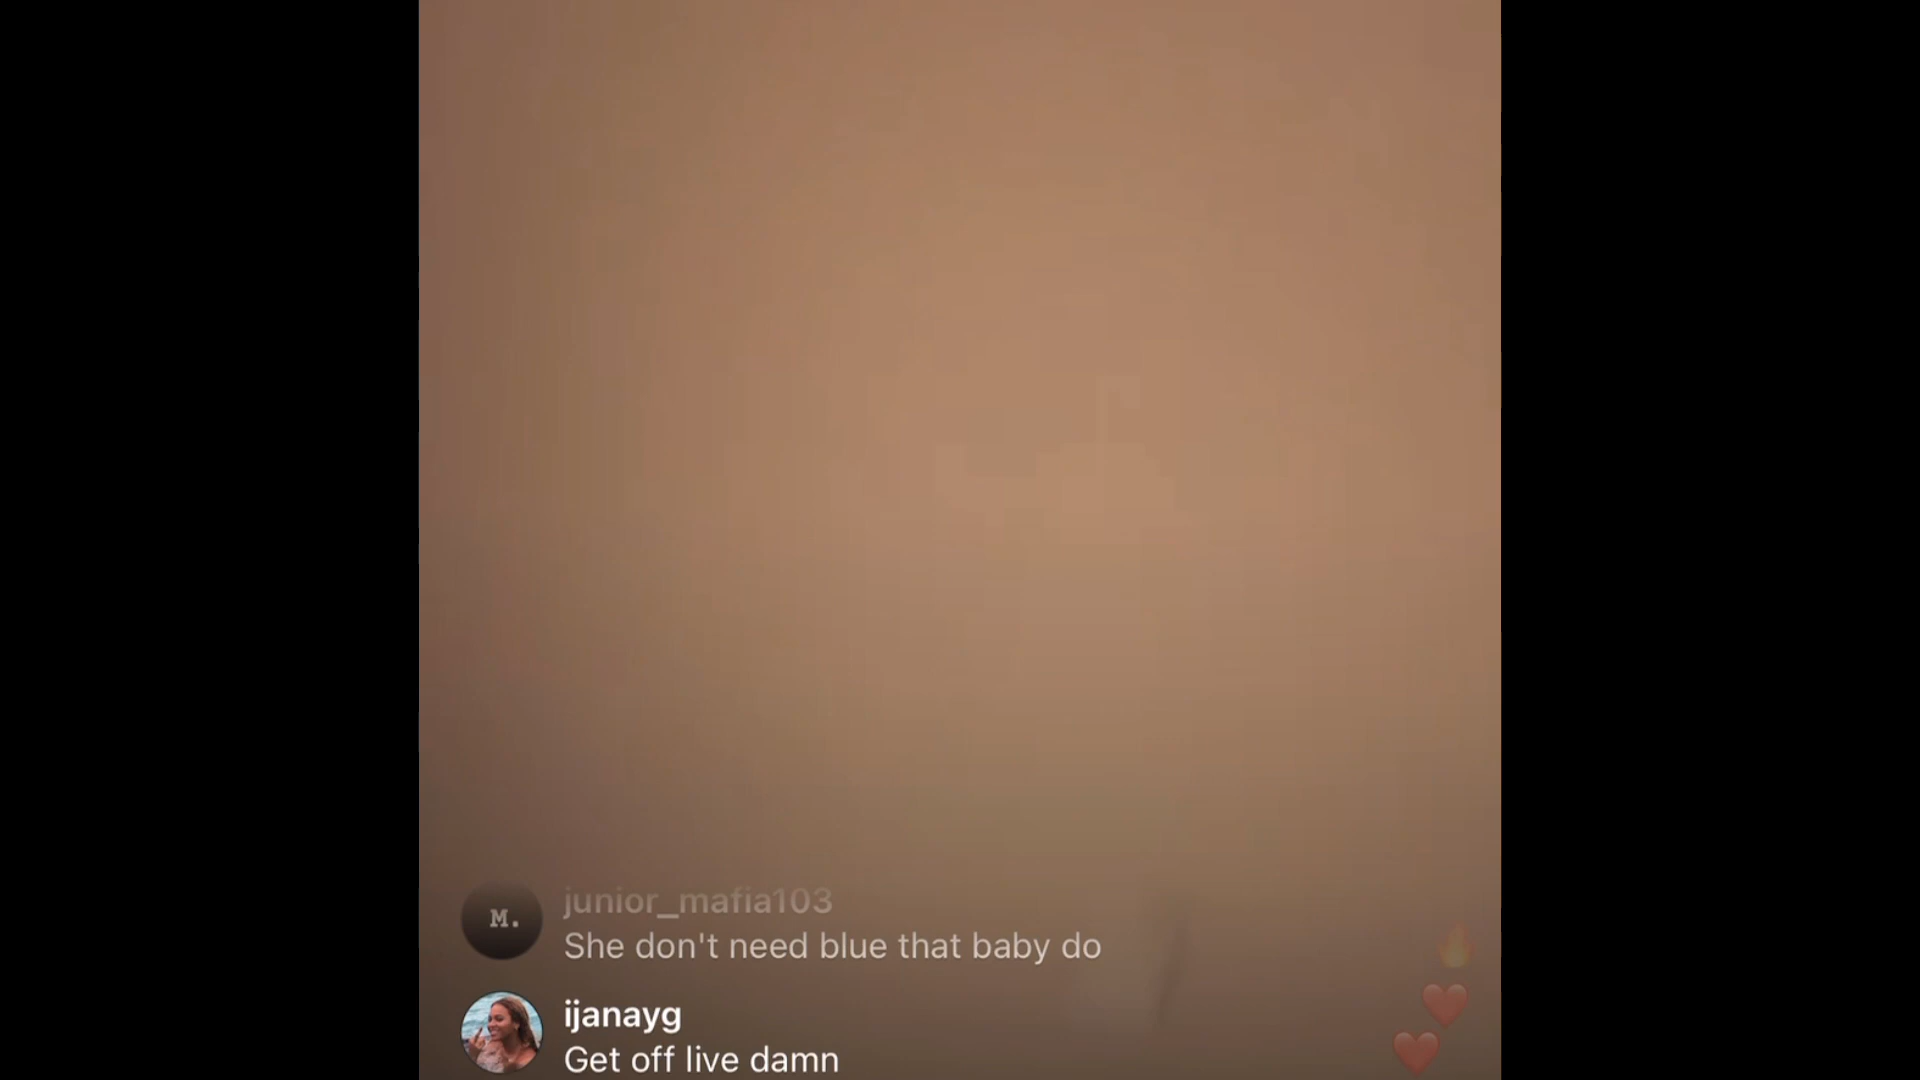 M.
junior_mafia103
She don't need blue that baby do
ijanayg
Get off live damn